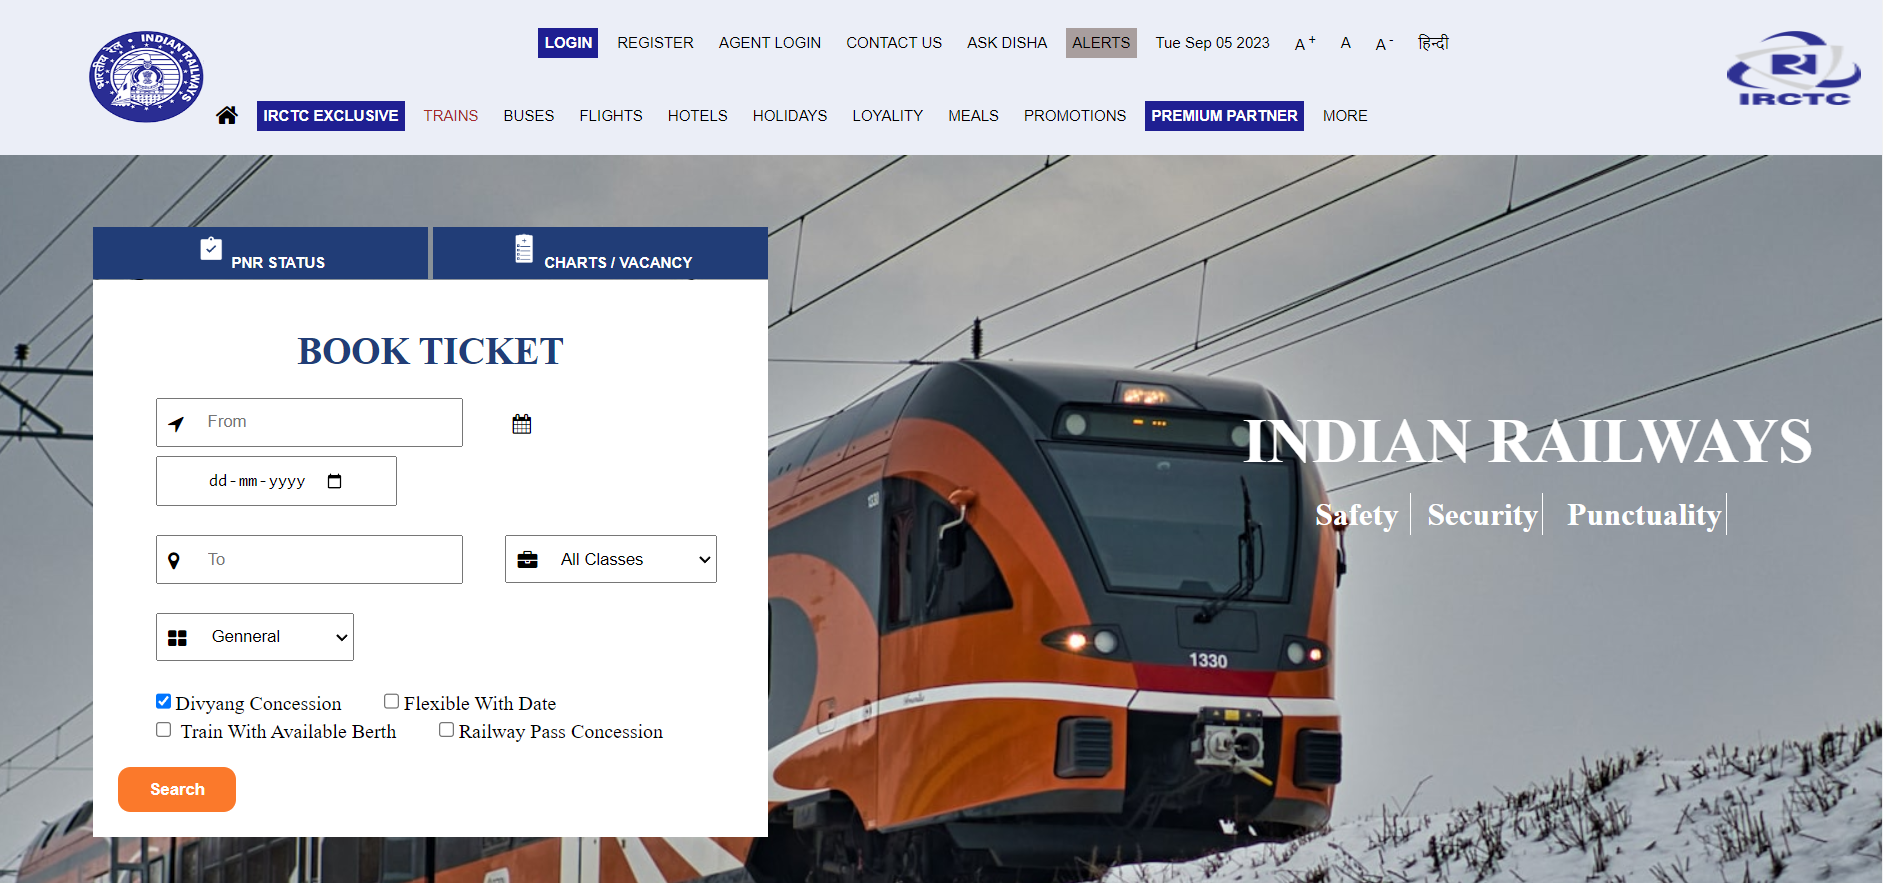 LOGIN REGISTER AGENT LOGIN CONTACT US ASK DISHA ALERTS Tue Sep 05 2023 A+ A A- हिन्दी
भारतीय रेल • INDIAN RAILWAYS
IRCTC
IRCTC EXCLUSIVE TRAINS BUSES FLIGHTS HOTELS HOLIDAYS LOYALITY MEALS PROMOTIONS PREMIUM PARTNER MORE
PNR STATUS CHARTS / VACANCY
BOOK TICKET
From
dd-mm-yyyy
To All Classes
Genneral
Divyang Concession Flexible With Date
Train With Available Berth Railway Pass Concession
Search
INDIAN RAILWAYS
Safety Security Punctuality
1330
1330